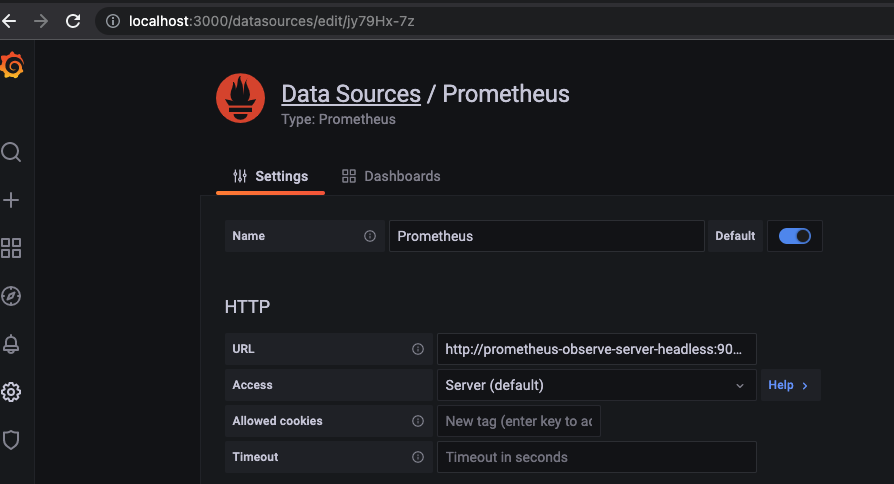 localhost:3000/datasources/edit/jy79Hx-7z
Data Sources / Prometheus
Type: Prometheus
Settings
Dashboards
Name
Prometheus
Default
HTTP
URL
http://prometheus-observe-server-headless:90...
Access
Server (default)
Help
Allowed cookies
New tag (enter key to ac
Timeout
Timeout in seconds